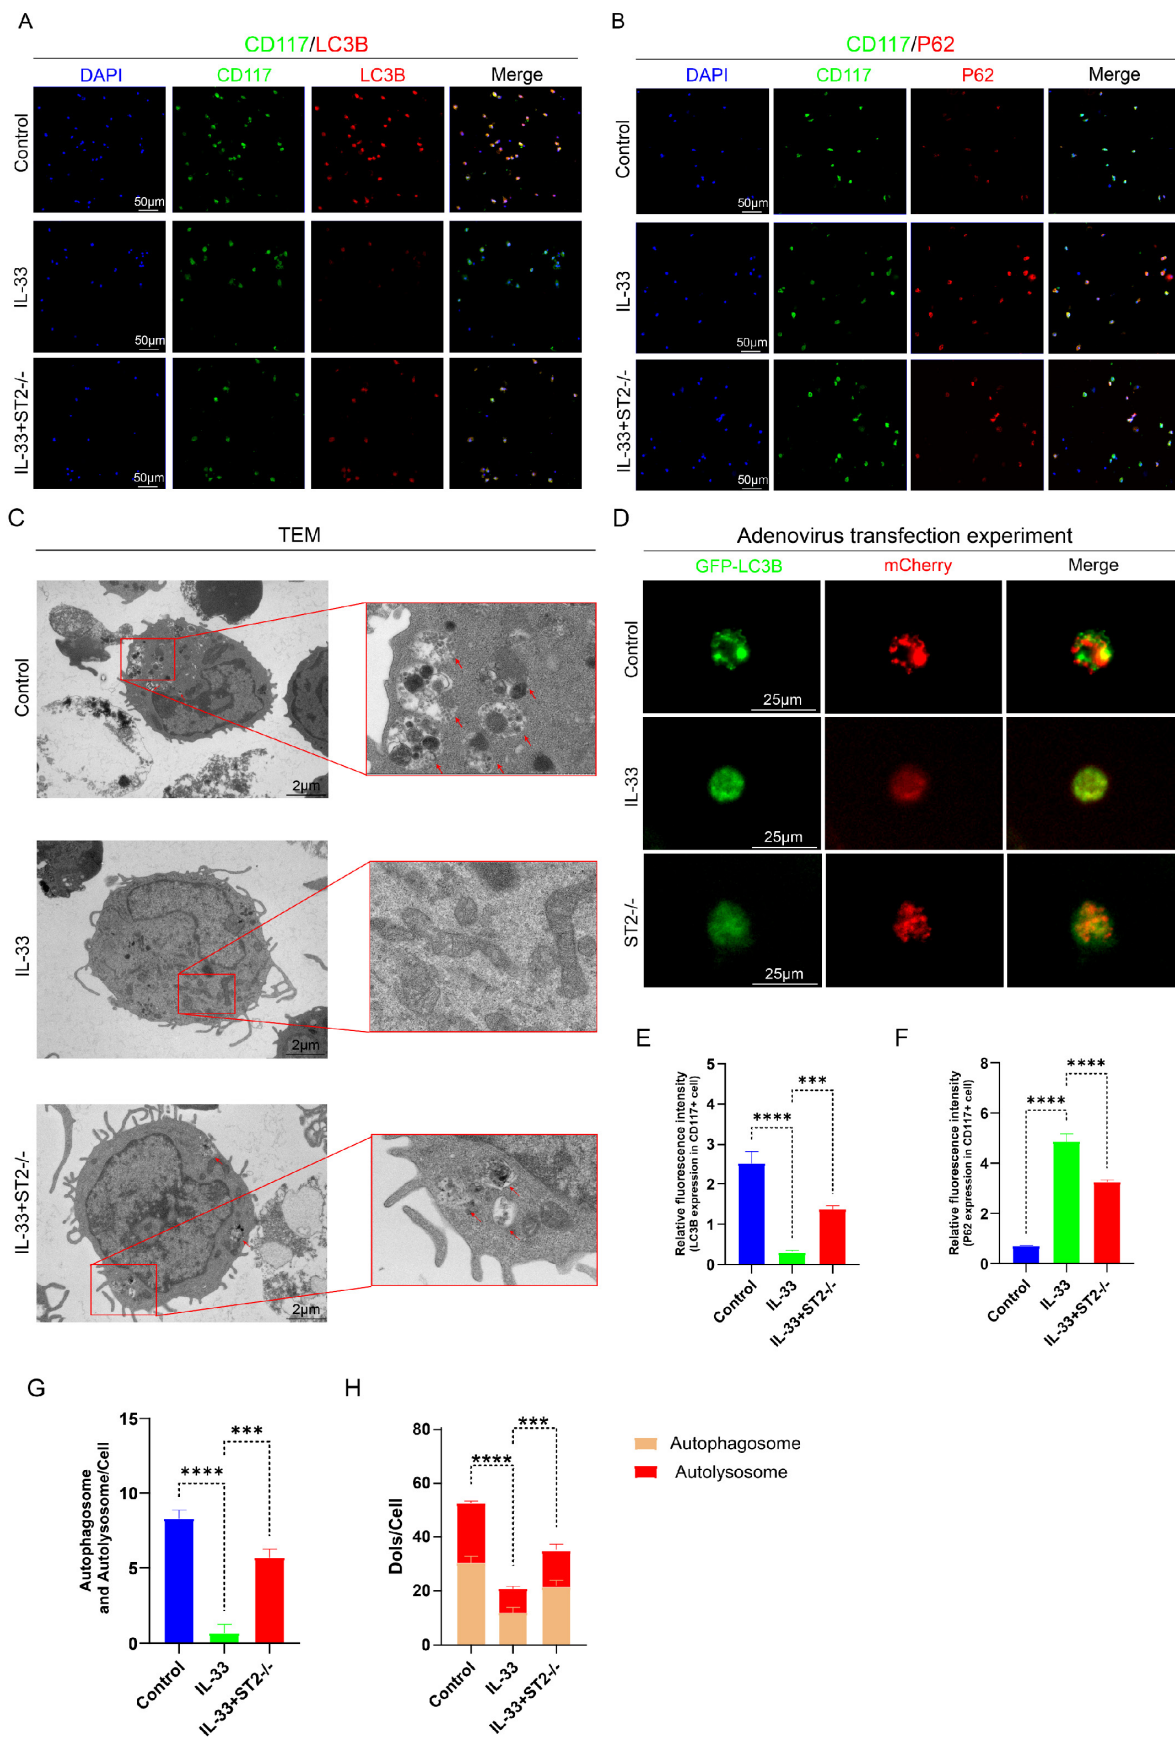 A
CD117/LC3B
DAPI CD117 LC3B Merge
Control
50µm
IL-33
50µm
IL-33+ST2-/-
50µm
B
CD117/P62
DAPI CD117 P62 Merge
Control
50µm
IL-33
50µm
IL-33+ST2-/-
50µm
C
TEM
Control
2µm
IL-33
2µm
IL-33+ST2-/-
2µm
D
Adenovirus transfection experiment
GFP-LC3B mCherry Merge
Control
25µm
IL-33
25µm
ST2-/-
25µm
E
Relative fluorescence intensity
(LC3B expression in CD117+ cell)
5
4
3
2
1
0
****
***
Control
IL-33
IL-33+ST2-/-
F
Relative fluorescence intensity
(P62 expression in CD117+ cell)
8
6
4
2
0
****
****
Control
IL-33
IL-33+ST2-/-
G
Autophagosome
and Autolysosome/Cell
15
10
5
0
****
***
Control
IL-33
IL-33+ST2-/-
H
Dols/Cell
80
60
40
20
0
****
***
Control
IL-33
IL-33+ST2-/-
Autophagosome
Autolysosome